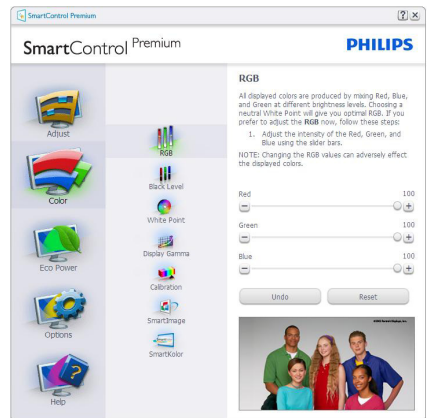 SmartControl Premium
SmartControl Premium
PHILIPS
Adjust
Color
Eco Power
Options
Help
RGB
Black Level
White Point
Display Gamma
Calibration
SmartImage
SmartKolor
RGB
All displayed colors are produced by mixing Red, Blue,
and Green at different brightness levels. Choosing a
neutral White Point will give you optimal RGB. If you
prefer to adjust the RGB now, follow these steps:
1. Adjust the intensity of the Red, Green, and
Blue using the slider bars.
NOTE: Changing the RGB values can adversely effect
the displayed colors.
Red 100
Green 100
Blue 100
Undo Reset